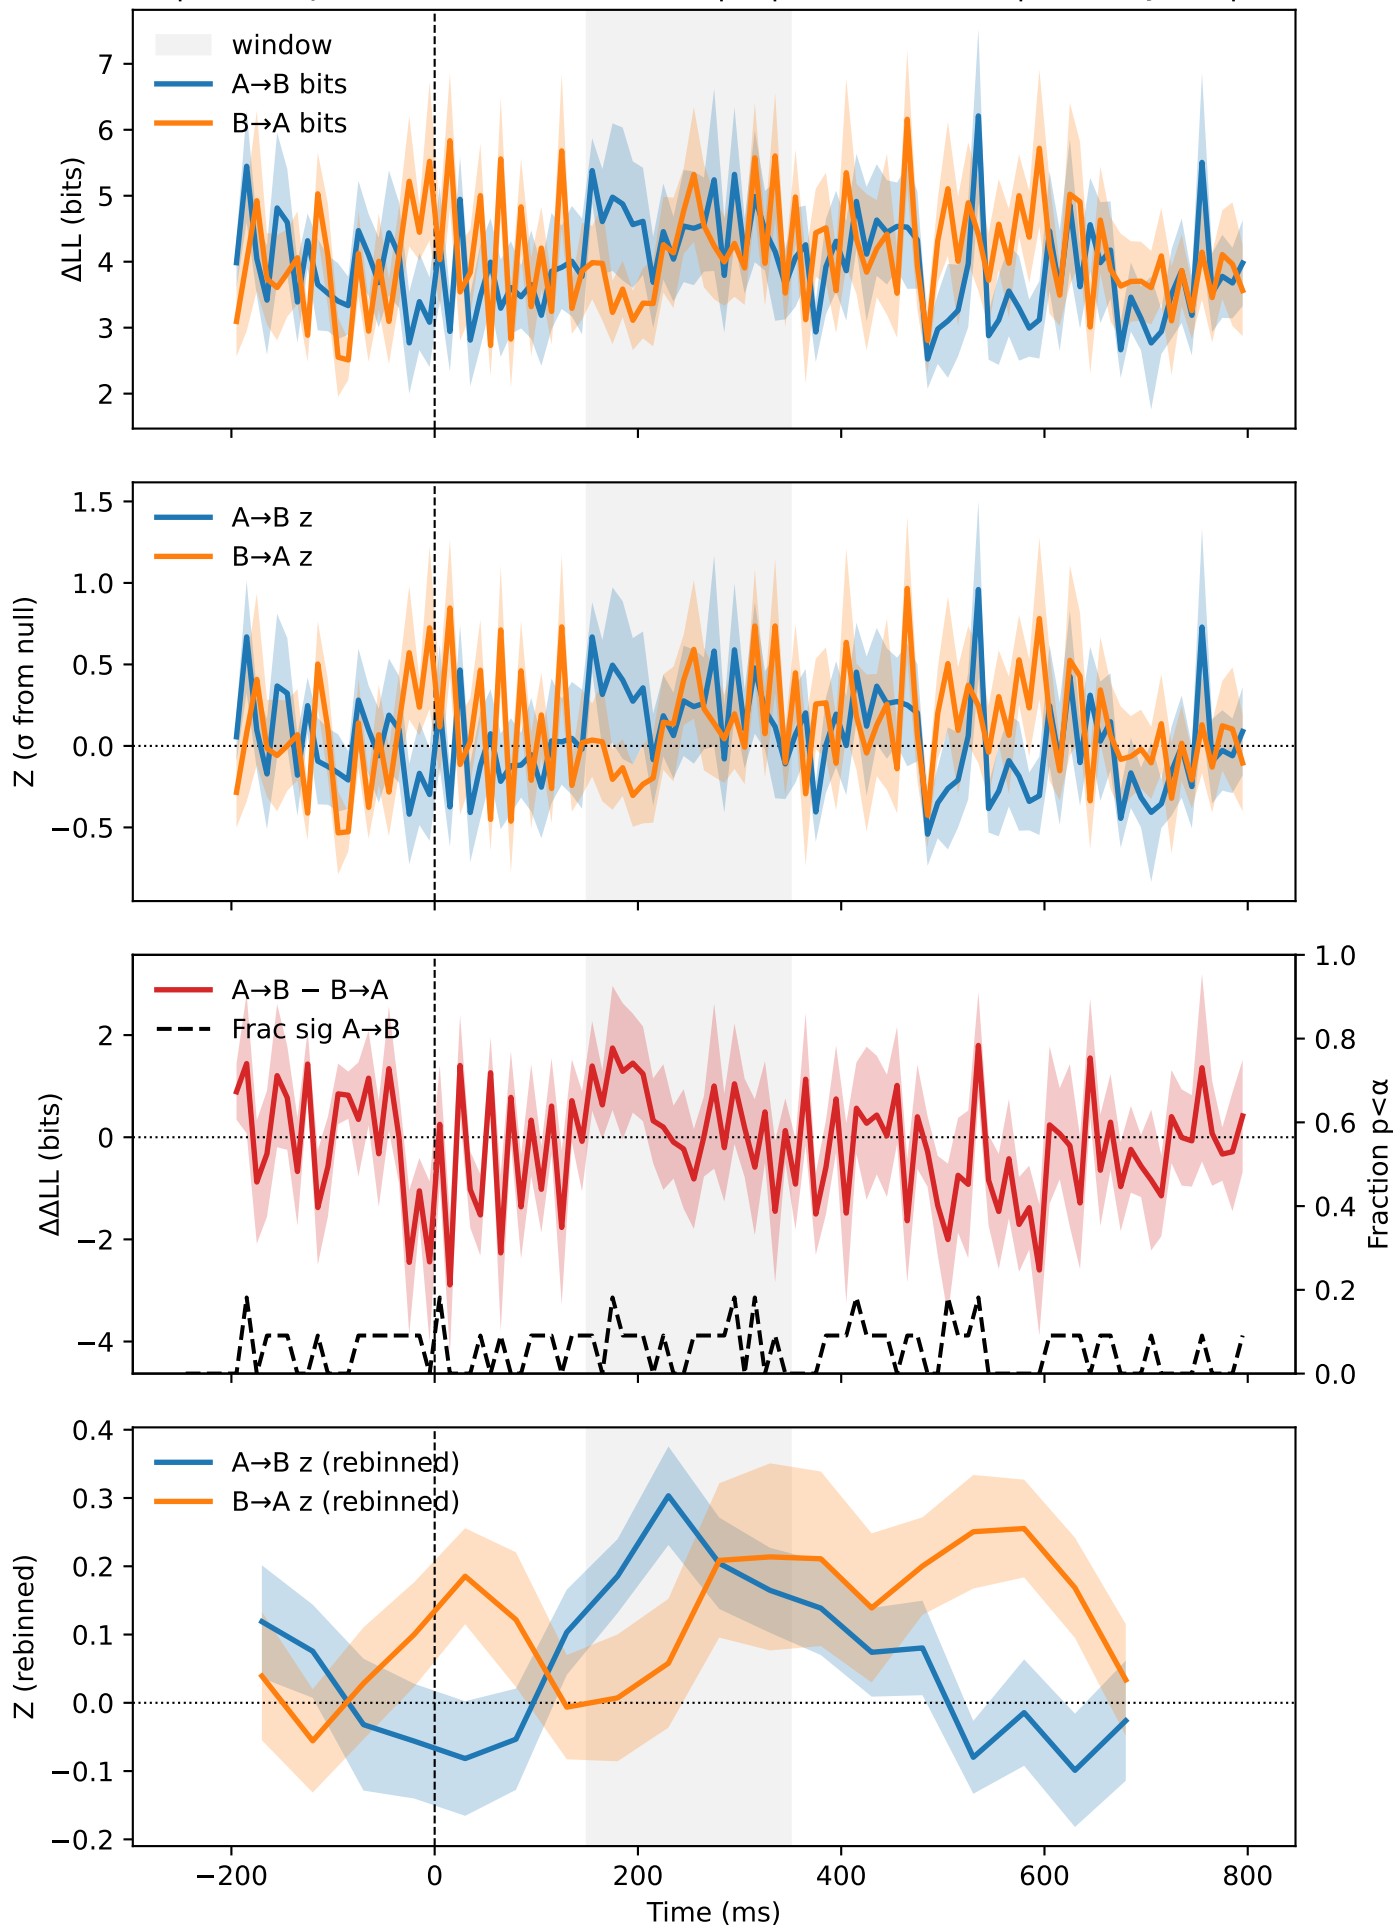 window
A→B bits
B→A bits
ΔLL (bits)
7
6
5
4
3
2
A→B z
B→A z
Z (σ from null)
1.5
1.0
0.5
0.0
−0.5
A→B − B→A
Frac sig A→B
ΔΔLL (bits)
2
0
−2
−4
1.0
0.8
0.6
0.4
0.2
0.0
Fraction p<α
A→B z (rebinned)
B→A z (rebinned)
Z (rebinned)
0.4
0.3
0.2
0.1
0.0
−0.1
−0.2
−200 0 200 400 600 800
Time (ms)